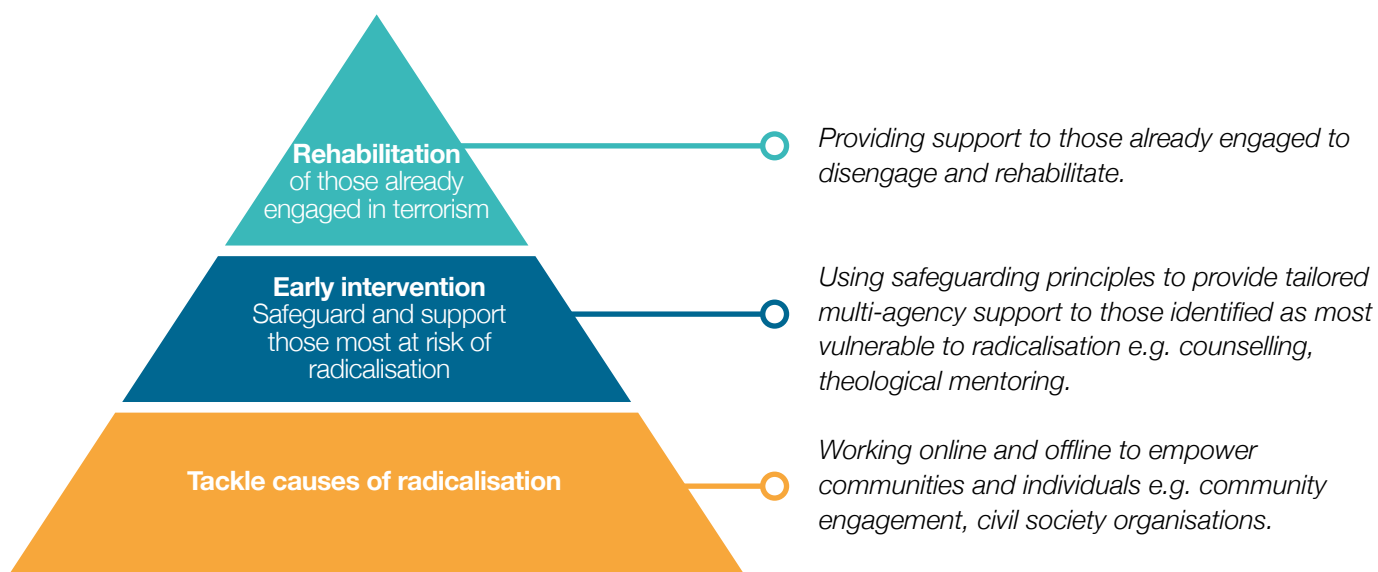 Rehabilitation
of those already
engaged in terrorism
Providing support to those already engaged to
disengage and rehabilitate.
Early intervention
Safeguard and support
those most at risk of
radicalisation
Using safeguarding principles to provide tailored
multi-agency support to those identified as most
vulnerable to radicalisation e.g. counselling,
theological mentoring.
Tackle causes of radicalisation
Working online and offline to empower
communities and individuals e.g. community
engagement, civil society organisations.